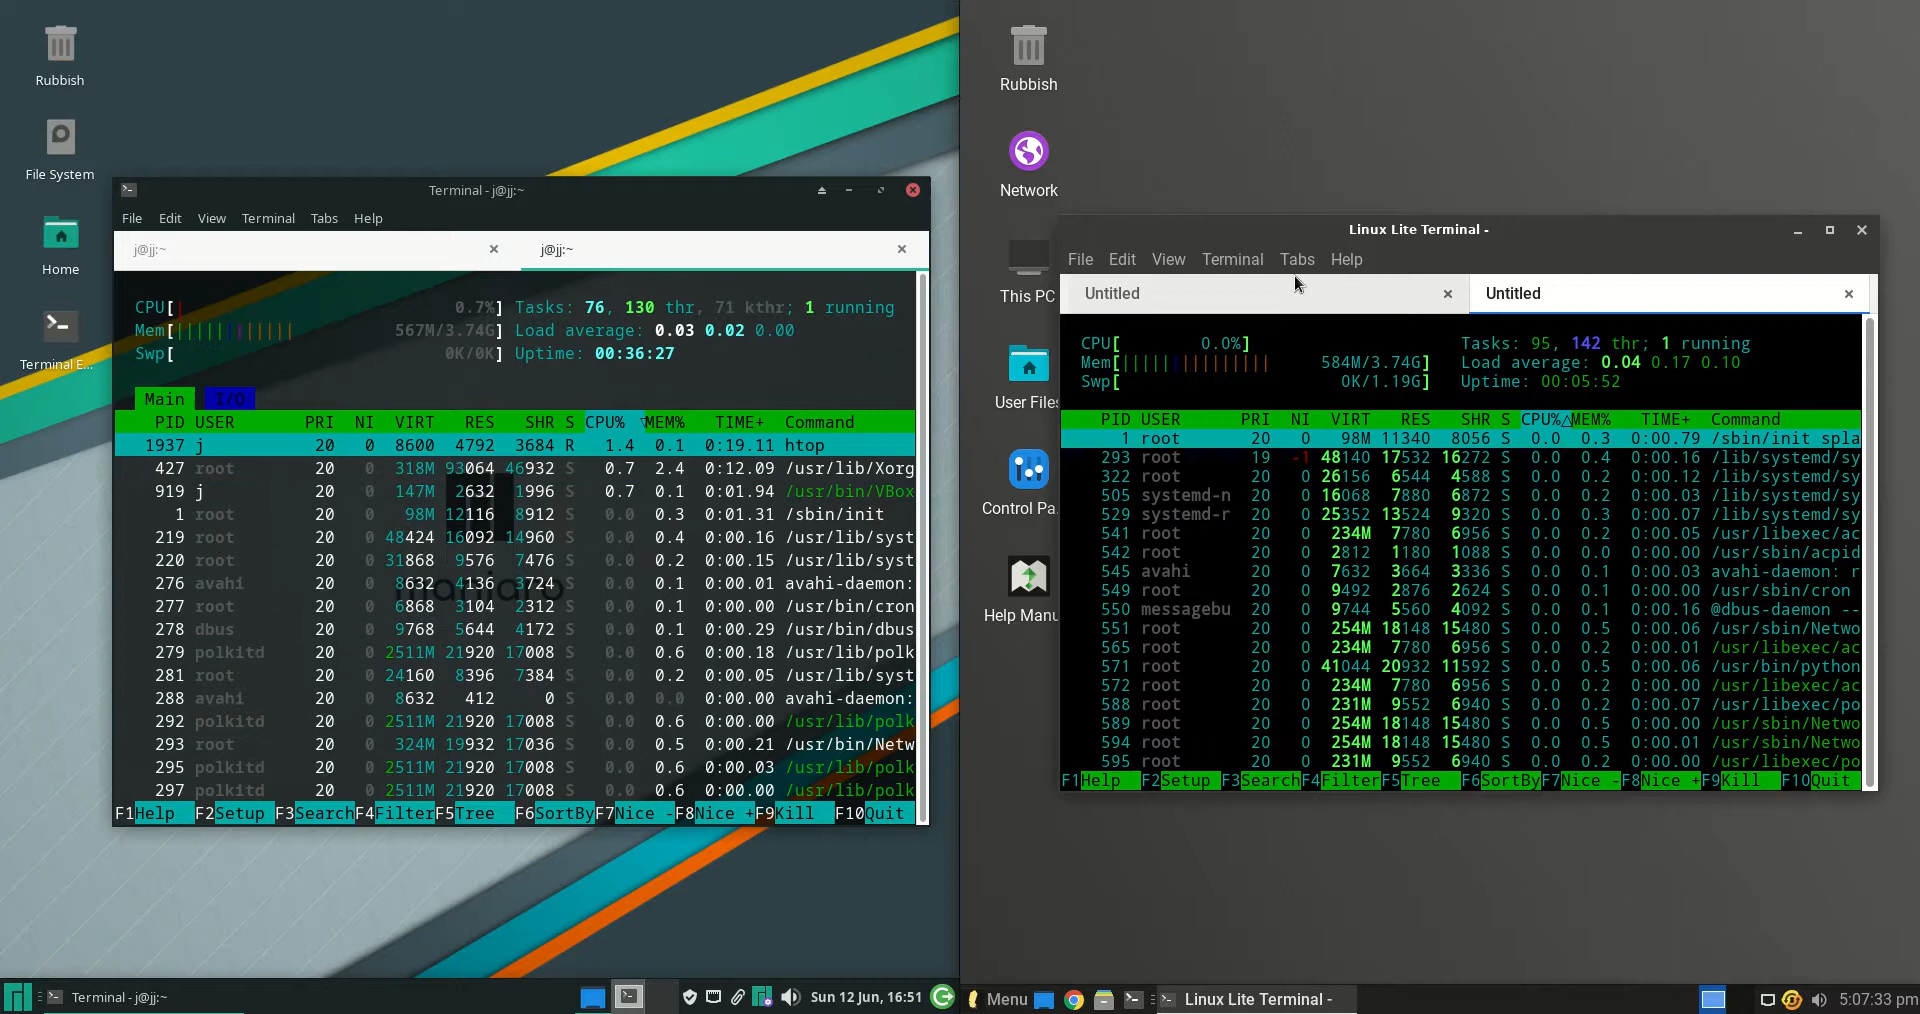 Rubbish
File System
Home
Terminal E...
Terminal - j@jj:~
File Edit View Terminal Tabs Help
j@jj:~ j@jj:~
CPU[| 0.7%] Tasks: 76, 130 thr, 71 kthr; 1 running
Mem[||||||||||||| 567M/3.74G] Load average: 0.03 0.02 0.00
Swp[ 0K/0K] Uptime: 00:36:27
Main I/O
PID USER PRI NI VIRT RES SHR S CPU%▽MEM% TIME+ Command
1937 j 20 0 8600 4792 3684 R 1.4 0.1 0:19.11 htop
427 root 20 0 318M 93064 46932 S 0.7 2.4 0:12.09 /usr/lib/Xorg
919 j 20 0 147M 2632 1996 S 0.7 0.1 0:01.94 /usr/bin/VBox
1 root 20 0 98M 12116 8912 S 0.0 0.3 0:01.31 /sbin/init
219 root 20 0 48424 16092 14960 S 0.0 0.4 0:00.16 /usr/lib/syst
220 root 20 0 31868 9576 7476 S 0.0 0.2 0:00.15 /usr/lib/syst
276 avahi 20 0 8632 4136 3724 S 0.0 0.1 0:00.01 avahi-daemon:
277 root 20 0 6868 3104 2312 S 0.0 0.1 0:00.00 /usr/bin/cron
278 dbus 20 0 9768 5644 4172 S 0.0 0.1 0:00.29 /usr/bin/dbus
279 polkitd 20 0 2511M 21920 17008 S 0.0 0.6 0:00.18 /usr/lib/polk
281 root 20 0 24160 8396 7384 S 0.0 0.2 0:00.05 /usr/lib/syst
288 avahi 20 0 8632 412 0 S 0.0 0.0 0:00.00 avahi-daemon:
292 polkitd 20 0 2511M 21920 17008 S 0.0 0.6 0:00.00 /usr/lib/polk
293 root 20 0 324M 19932 17036 S 0.0 0.5 0:00.21 /usr/bin/Netw
295 polkitd 20 0 2511M 21920 17008 S 0.0 0.6 0:00.03 /usr/lib/polk
297 polkitd 20 0 2511M 21920 17008 S 0.0 0.6 0:00.00 /usr/lib/polk
F1Help F2Setup F3SearchF4FilterF5Tree F6SortByF7Nice -F8Nice +F9Kill F10Quit
manjaro
Terminal - j@jj:~
Sun 12 Jun, 16:51
Rubbish
Network
This PC
User Files
Control Pa.
Help Manu
Linux Lite Terminal -
File Edit View Terminal Tabs Help
Untitled Untitled
CPU[ 0.0%] Tasks: 95, 142 thr; 1 running
Mem[||||||||||||||| 584M/3.74G] Load average: 0.04 0.17 0.10
Swp[ 0K/1.19G] Uptime: 00:05:52
PID USER PRI NI VIRT RES SHR S CPU%△MEM% TIME+ Command
1 root 20 0 98M 11340 8056 S 0.0 0.3 0:00.79 /sbin/init spla
293 root 19 -1 48140 17532 16272 S 0.0 0.4 0:00.16 /lib/systemd/sy
322 root 20 0 26156 6544 4588 S 0.0 0.2 0:00.12 /lib/systemd/sy
505 systemd-n 20 0 16068 7880 6872 S 0.0 0.2 0:00.03 /lib/systemd/sy
529 systemd-r 20 0 25352 13524 9320 S 0.0 0.3 0:00.07 /lib/systemd/sy
541 root 20 0 234M 7780 6956 S 0.0 0.2 0:00.05 /usr/libexec/ac
542 root 20 0 2812 1180 1088 S 0.0 0.0 0:00.00 /usr/sbin/acpid
545 avahi 20 0 7632 3664 3336 S 0.0 0.1 0:00.03 avahi-daemon: r
549 root 20 0 9492 2876 2624 S 0.0 0.1 0:00.00 /usr/sbin/cron
550 messagebu 20 0 9744 5560 4092 S 0.0 0.1 0:00.16 @dbus-daemon --
551 root 20 0 254M 18148 15480 S 0.0 0.5 0:00.06 /usr/sbin/Netwo
565 root 20 0 234M 7780 6956 S 0.0 0.2 0:00.01 /usr/libexec/ac
571 root 20 0 41044 20932 11592 S 0.0 0.5 0:00.06 /usr/bin/python
572 root 20 0 234M 7780 6956 S 0.0 0.2 0:00.00 /usr/libexec/ac
588 root 20 0 231M 9552 6940 S 0.0 0.2 0:00.07 /usr/libexec/po
589 root 20 0 254M 18148 15480 S 0.0 0.5 0:00.00 /usr/sbin/Netwo
594 root 20 0 254M 18148 15480 S 0.0 0.5 0:00.01 /usr/sbin/Netwo
595 root 20 0 231M 9552 6940 S 0.0 0.2 0:00.00 /usr/libexec/po
F1Help F2Setup F3SearchF4FilterF5Tree F6SortByF7Nice -F8Nice +F9Kill F10Quit
Menu
Linux Lite Terminal -
5:07:33 pm